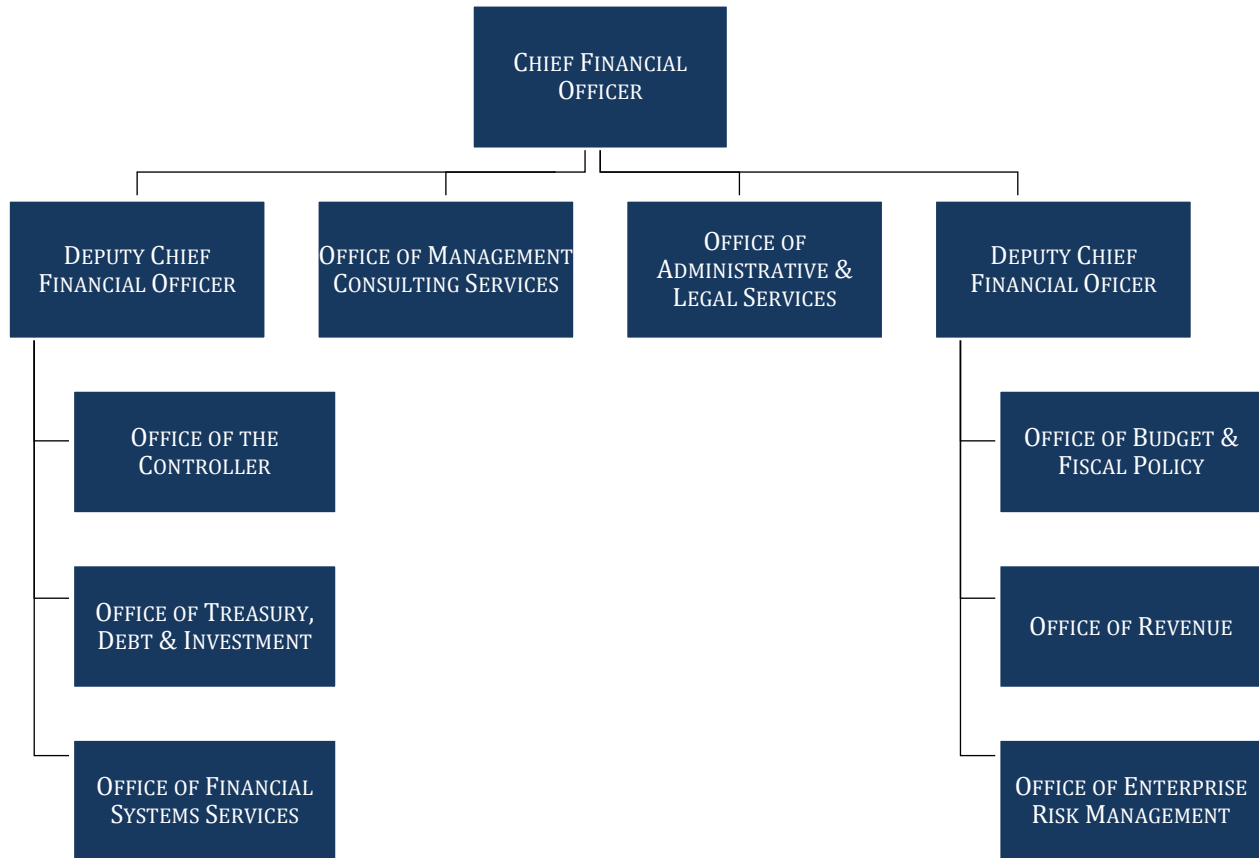 CHIEF FINANCIAL
OFFICER
DEPUTY CHIEF
FINANCIAL OFFICER
OFFICE OF MANAGEMENT
CONSULTING SERVICES
OFFICE OF
ADMINISTRATIVE &
LEGAL SERVICES
DEPUTY CHIEF
FINANCIAL OFICER
OFFICE OF THE
CONTROLLER
OFFICE OF TREASURY,
DEBT & INVESTMENT
OFFICE OF FINANCIAL
SYSTEMS SERVICES
OFFICE OF BUDGET &
FISCAL POLICY
OFFICE OF REVENUE
OFFICE OF ENTERPRISE
RISK MANAGEMENT